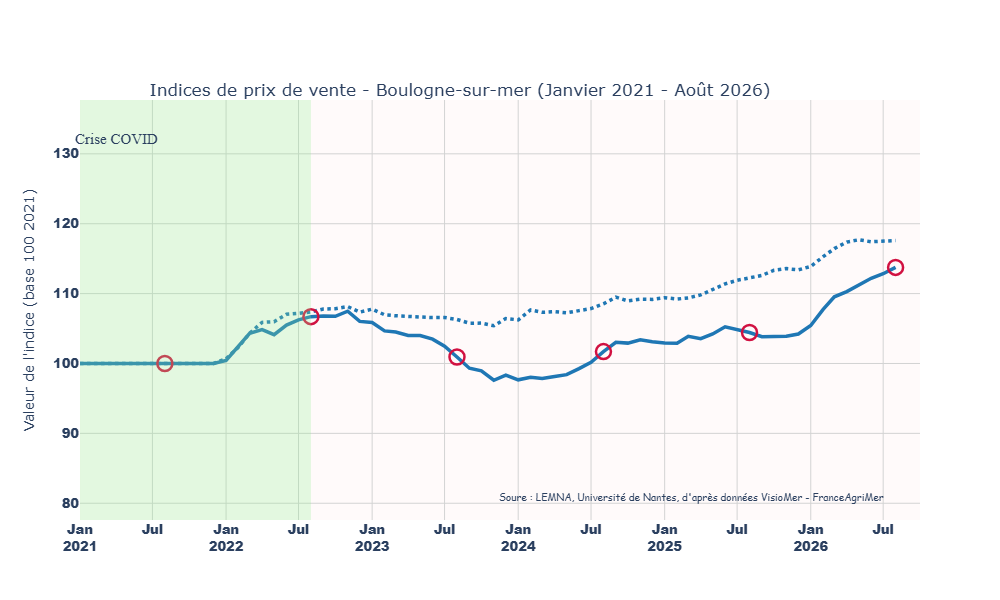 Indices de prix de vente - Boulogne-sur-mer (Janvier 2021 - Août 2026)
Crise COVID
Valeur de l'indice (base 100 2021)
130
120
110
100
90
80
Soure : LEMNA, Université de Nantes, d'après données VisioMer - FranceAgriMer
Jan Jul Jan Jul Jan Jul Jan Jul Jan Jul Jan Jul
2021 2022 2023 2024 2025 2026